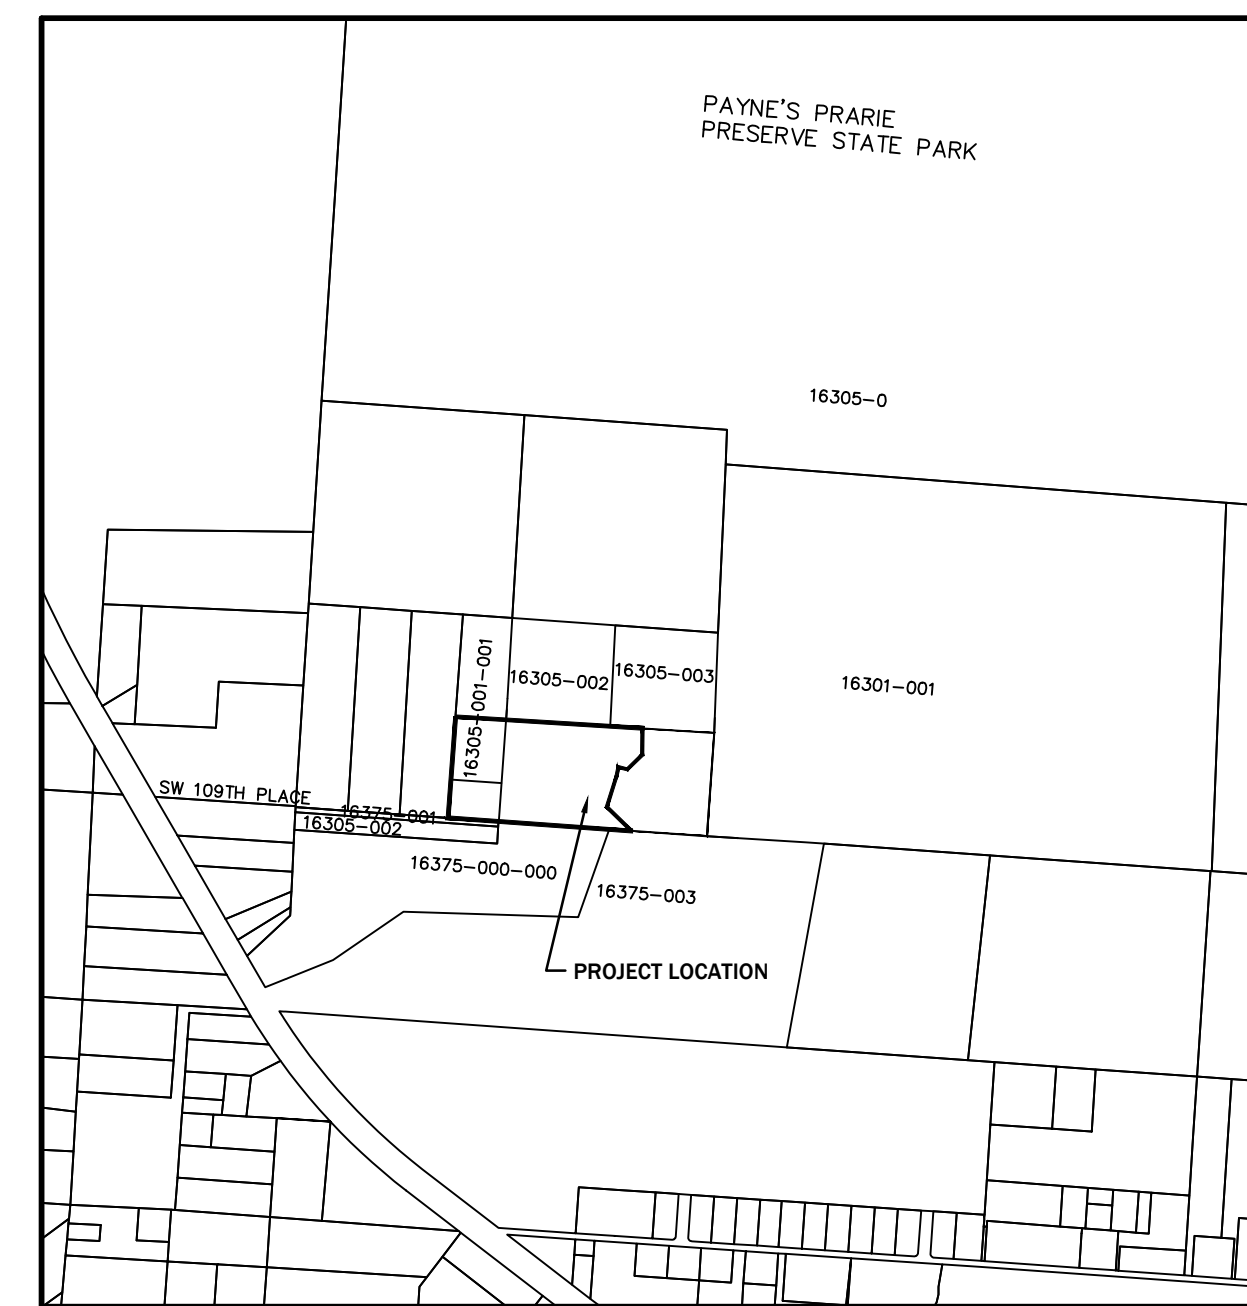 PAYNE'S PRARIE
PRESERVE STATE PARK
16305-0
16305-001-001
16305-002
16305-003
16301-001
SW 109TH PLACE
16375-001
16305-002
16375-000-000
16375-003
PROJECT LOCATION